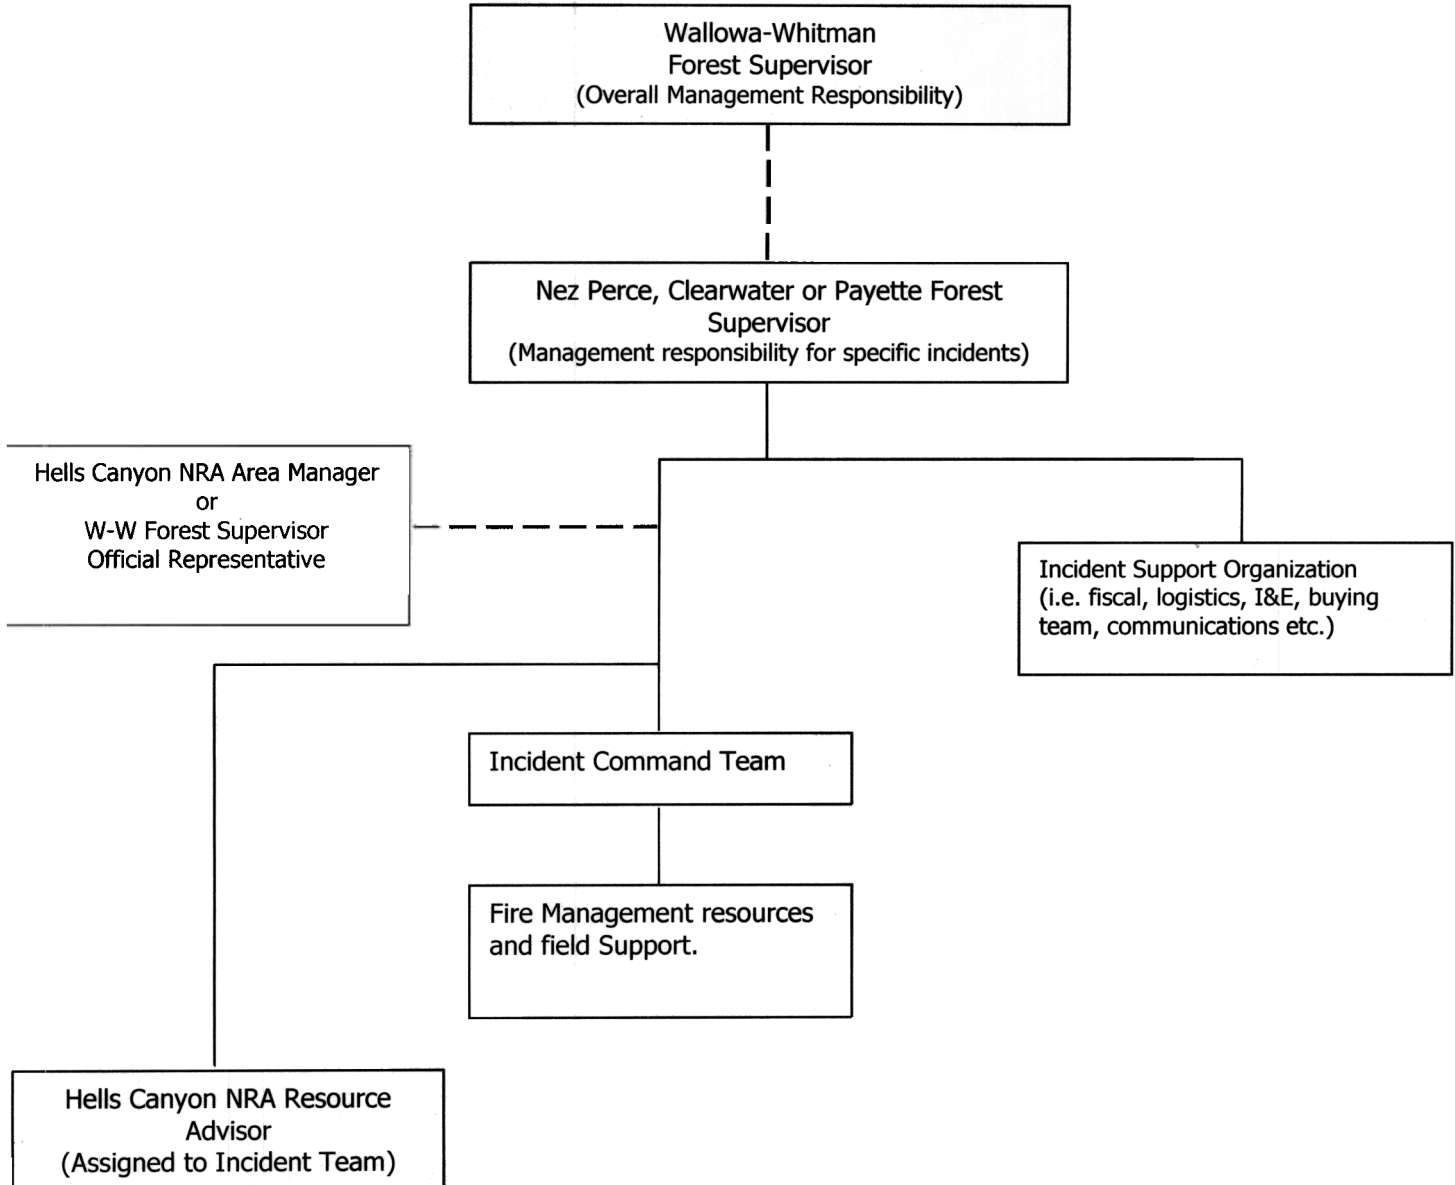 Wallowa-Whitman
Forest Supervisor
(Overall Management Responsibility)
Nez Perce, Clearwater or Payette Forest
Supervisor
(Management responsibility for specific incidents)
Hells Canyon NRA Area Manager
or
W-W Forest Supervisor
Official Representative
Incident Support Organization
(i.e. fiscal, logistics, I&E, buying
team, communications etc.)
Incident Command Team
Fire Management resources
and field Support.
Hells Canyon NRA Resource
Advisor
(Assigned to Incident Team)